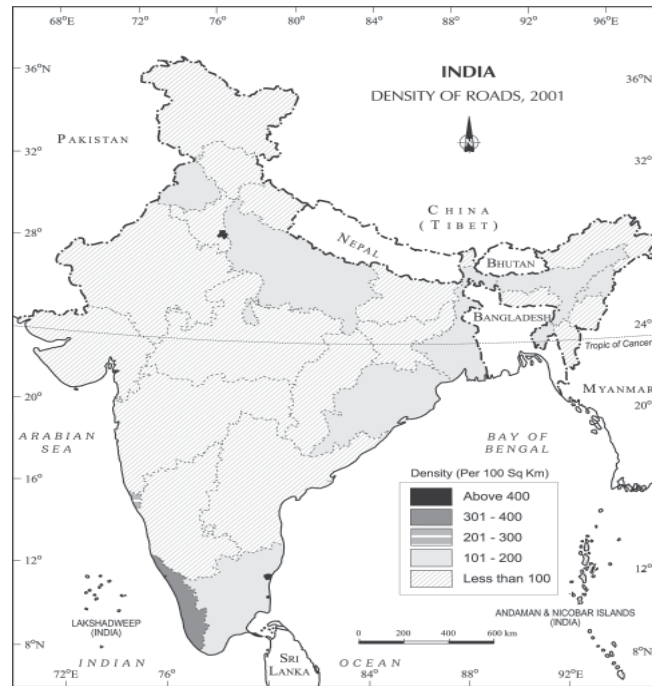 68°E 72° 76° 80° 84° 88° 92° 96°E
INDIA
DENSITY OF ROADS, 2001
36°N
36°N
PAKISTAN
32°
32°
CHINA
(TIBET)
NEPAL
28°
28°
BHUTAN
BANGLADESH
24°
24°
Tropic of Cancer
MYANMAR
20°
20°
ARABIAN
SEA
BAY OF
BENGAL
Density (Per 100 Sq Km)
16°
16°
Above 400
301 - 400
201 - 300
101 - 200
Less than 100
12°
12°
LAKSHADWEEP
(INDIA)
ANDAMAN & NICOBAR ISLANDS
(INDIA)
0 200 400 600 km
8°N
8°N
SRI
LANKA
INDIAN OCEAN
72°E 76° 80° 84° 88° 92°E